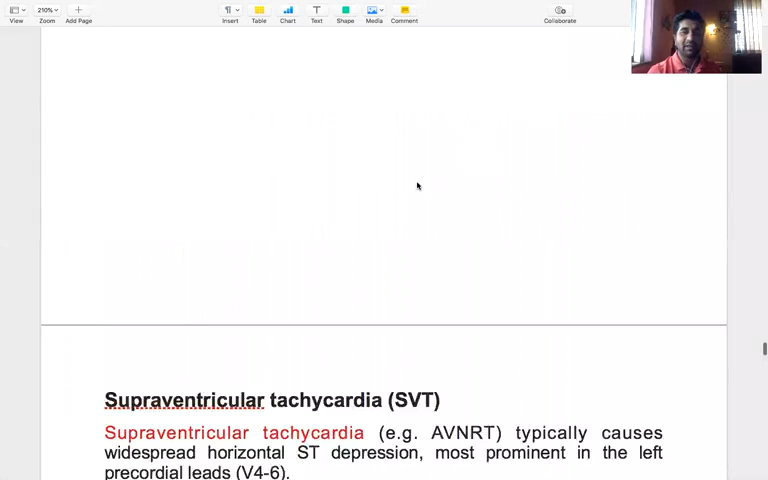 210%
View
Zoom
Add Page
Insert
Table
Chart
Text
Shape
Media
Comment
Collaborate
Supraventricular tachycardia (SVT)
Supraventricular tachycardia (e.g. AVNRT) typically causes
widespread horizontal ST depression, most prominent in the left
precordial leads (V4-6).